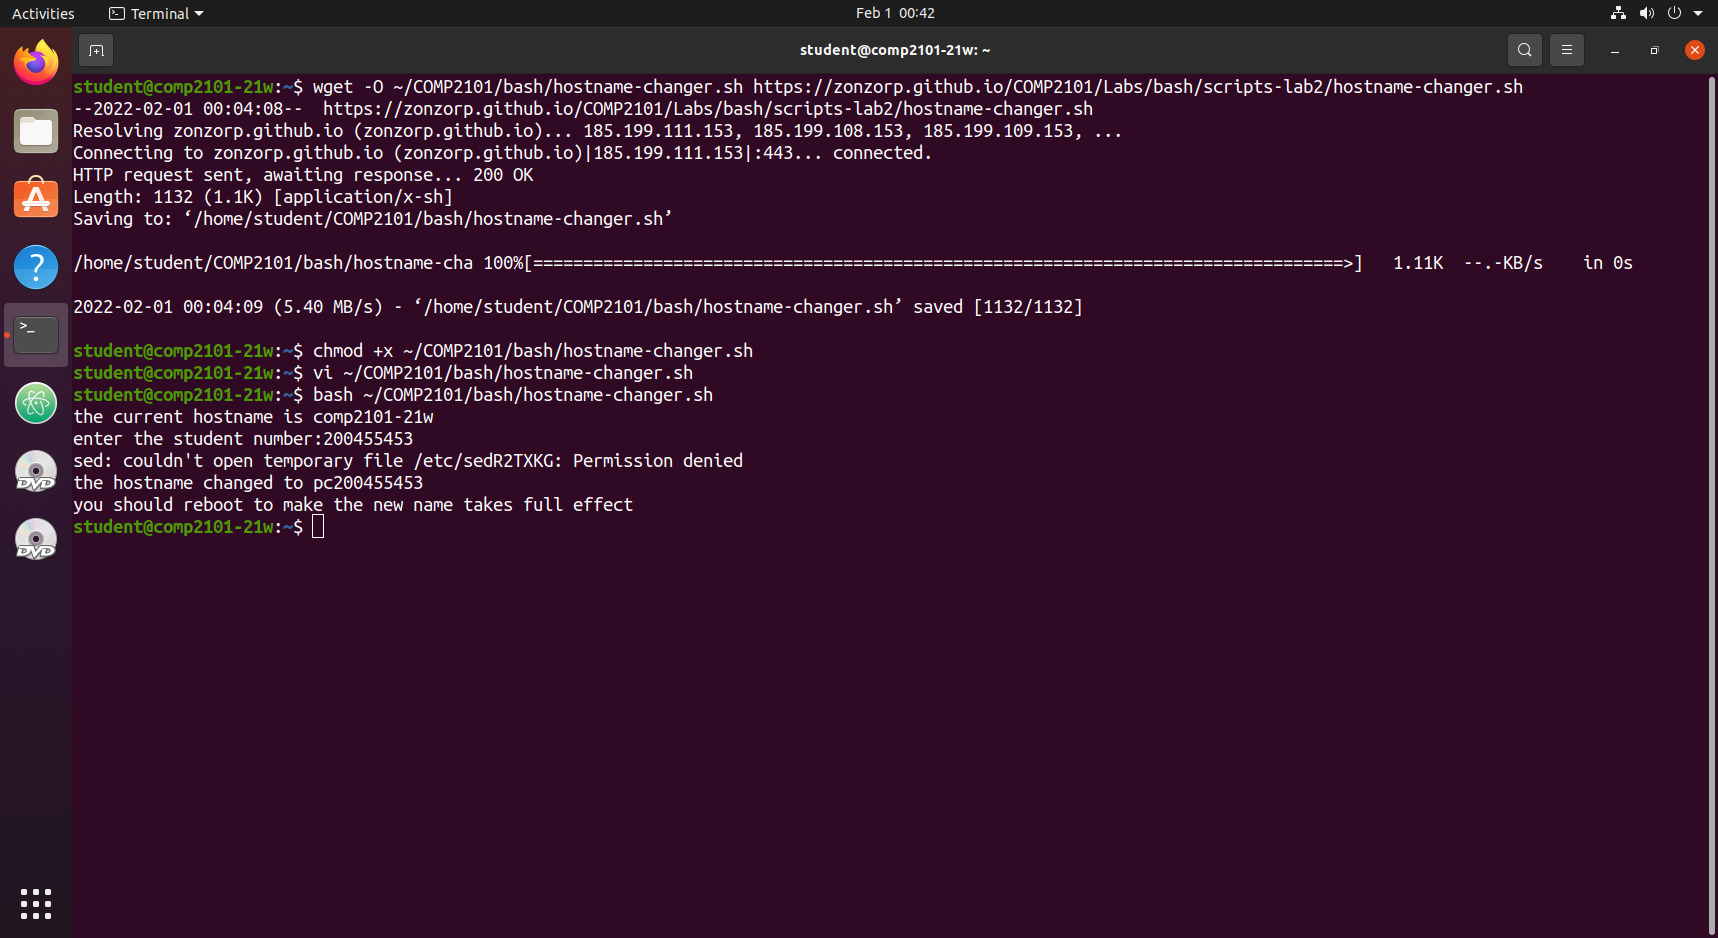 Activities
Terminal
Feb 1 00:42
student@comp2101-21w: ~
student@comp2101-21w:~$ wget -O ~/COMP2101/bash/hostname-changer.sh https://zonzorp.github.io/COMP2101/Labs/bash/scripts-lab2/hostname-changer.sh
--2022-02-01 00:04:08--  https://zonzorp.github.io/COMP2101/Labs/bash/scripts-lab2/hostname-changer.sh
Resolving zonzorp.github.io (zonzorp.github.io)... 185.199.111.153, 185.199.108.153, 185.199.109.153, ...
Connecting to zonzorp.github.io (zonzorp.github.io)|185.199.111.153|:443... connected.
HTTP request sent, awaiting response... 200 OK
Length: 1132 (1.1K) [application/x-sh]
Saving to: ‘/home/student/COMP2101/bash/hostname-changer.sh’
/home/student/COMP2101/bash/hostname-cha 100%[=================================================================================>]   1.11K  --.-KB/s    in 0s
2022-02-01 00:04:09 (5.40 MB/s) - ‘/home/student/COMP2101/bash/hostname-changer.sh’ saved [1132/1132]
student@comp2101-21w:~$ chmod +x ~/COMP2101/bash/hostname-changer.sh
student@comp2101-21w:~$ vi ~/COMP2101/bash/hostname-changer.sh
student@comp2101-21w:~$ bash ~/COMP2101/bash/hostname-changer.sh
the current hostname is comp2101-21w
enter the student number:200455453
sed: couldn't open temporary file /etc/sedR2TXKG: Permission denied
the hostname changed to pc200455453
you should reboot to make the new name takes full effect
student@comp2101-21w:~$
?
>_
DVD
DVD